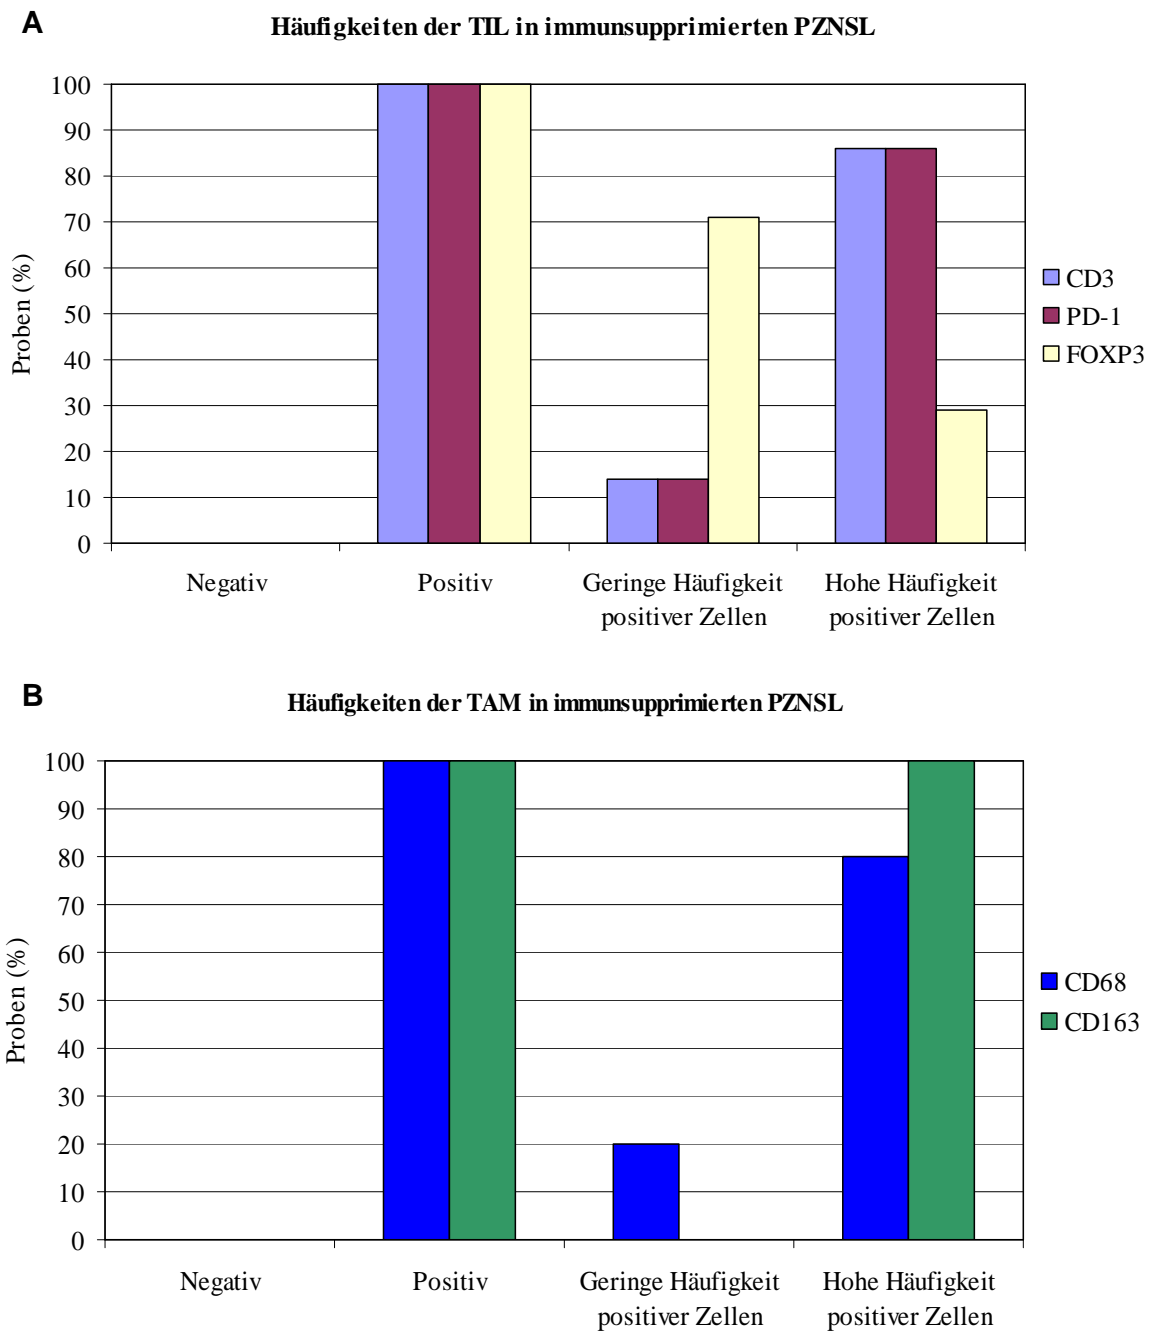 A
Häufigkeiten der TIL in immunsupprimierten PZNSL
100
90
80
70
60
50
40
30
20
10
0
Proben (%)
Negativ
Positiv
Geringe Häufigkeit
positiver Zellen
Hohe Häufigkeit
positiver Zellen
CD3
PD-1
FOXP3
B
Häufigkeiten der TAM in immunsupprimierten PZNSL
100
90
80
70
60
50
40
30
20
10
0
Proben (%)
Negativ
Positiv
Geringe Häufigkeit
positiver Zellen
Hohe Häufigkeit
positiver Zellen
CD68
CD163